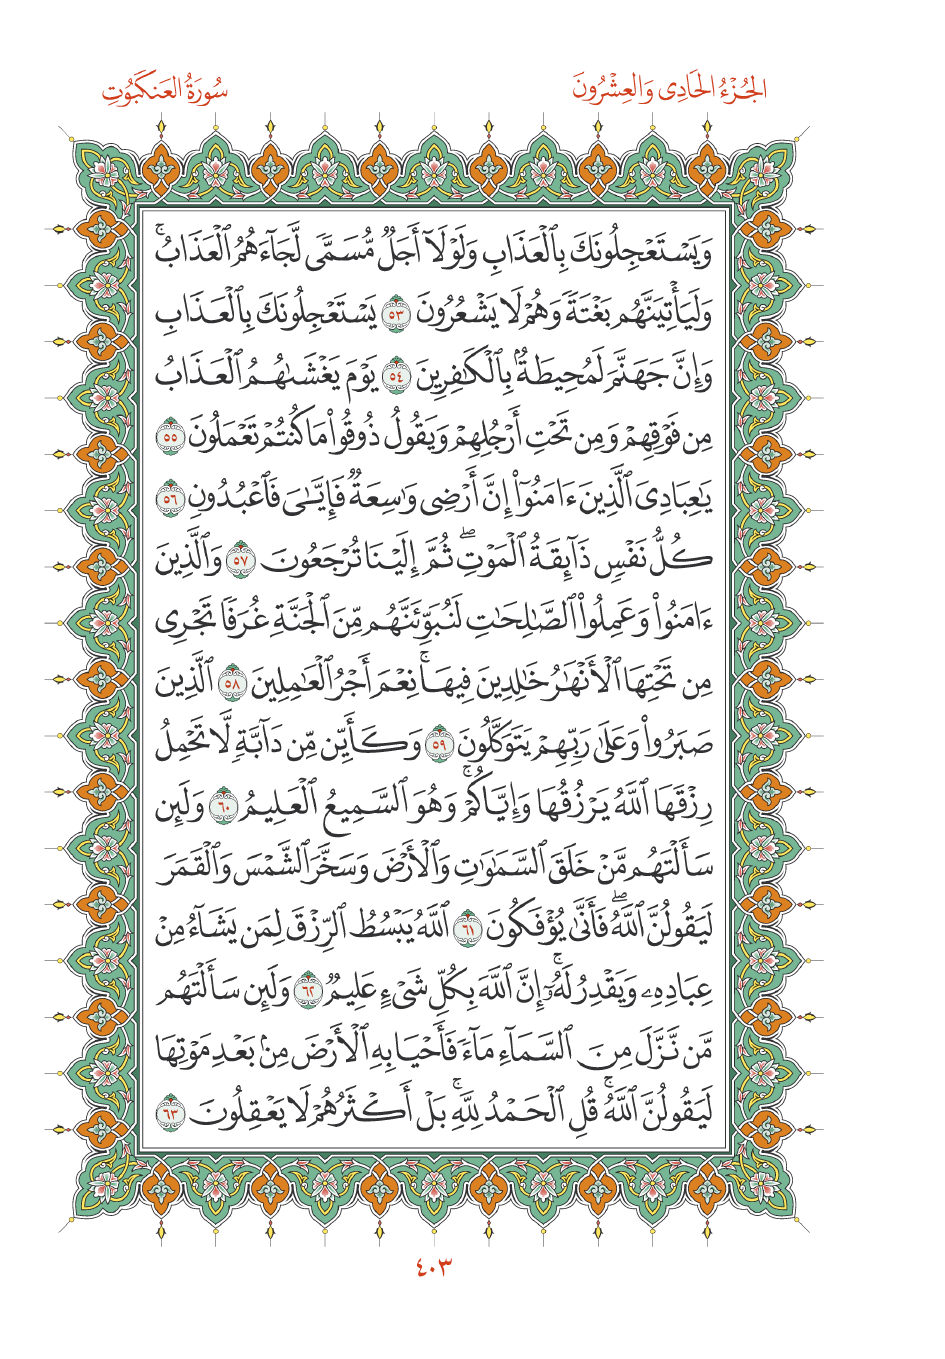 الجُزْءُ الحَادِى وَالعِشْرُونَ
سُورَةُ العَنكَبُوتِ
وَيَسۡتَعۡجِلُونَكَ بِٱلۡعَذَابِ وَلَوۡلَآ أَجَلٞ مُّسَمّٗى لَّجَآءَهُمُ ٱلۡعَذَابُۚ
وَلَيَأۡتِيَنَّهُم بَغۡتَةٗ وَهُمۡ لَا يَشۡعُرُونَ ٥٣ يَسۡتَعۡجِلُونَكَ بِٱلۡعَذَابِ
وَإِنَّ جَهَنَّمَ لَمُحِيطَةُۢ بِٱلۡكَٰفِرِينَ ٥٤ يَوۡمَ يَغۡشَىٰهُمُ ٱلۡعَذَابُ
مِن فَوۡقِهِمۡ وَمِن تَحۡتِ أَرۡجُلِهِمۡ وَيَقُولُ ذُوقُواْ مَا كُنتُمۡ تَعۡمَلُونَ ٥٥
يَٰعِبَادِيَ ٱلَّذِينَ ءَامَنُوٓاْ إِنَّ أَرۡضِي وَٰسِعَةٞ فَإِيَّٰيَ فَٱعۡبُدُونِ ٥٦
كُلُّ نَفۡسٖ ذَآئِقَةُ ٱلۡمَوۡتِۖ ثُمَّ إِلَيۡنَا تُرۡجَعُونَ ٥٧ وَٱلَّذِينَ
ءَامَنُواْ وَعَمِلُواْ ٱلصَّٰلِحَٰتِ لَنُبَوِّئَنَّهُم مِّنَ ٱلۡجَنَّةِ غُرَفٗا تَجۡرِي
مِن تَحۡتِهَا ٱلۡأَنۡهَٰرُ خَٰلِدِينَ فِيهَاۚ نِعۡمَ أَجۡرُ ٱلۡعَٰمِلِينَ ٥٨ ٱلَّذِينَ
صَبَرُواْ وَعَلَىٰ رَبِّهِمۡ يَتَوَكَّلُونَ ٥٩ وَكَأَيِّن مِّن دَآبَّةٖ لَّا تَحۡمِلُ
رِزۡقَهَا ٱللَّهُ يَرۡزُقُهَا وَإِيَّاكُمۡۚ وَهُوَ ٱلسَّمِيعُ ٱلۡعَلِيمُ ٦٠ وَلَئِن
سَأَلۡتَهُم مَّنۡ خَلَقَ ٱلسَّمَٰوَٰتِ وَٱلۡأَرۡضَ وَسَخَّرَ ٱلشَّمۡسَ وَٱلۡقَمَرَ
لَيَقُولُنَّ ٱللَّهُۖ فَأَنَّىٰ يُؤۡفَكُونَ ٦١ ٱللَّهُ يَبۡسُطُ ٱلرِّزۡقَ لِمَن يَشَآءُ مِنۡ
عِبَادِهِۦ وَيَقۡدِرُ لَهُۥٓۚ إِنَّ ٱللَّهَ بِكُلِّ شَيۡءٍ عَلِيمٞ ٦٢ وَلَئِن سَأَلۡتَهُم
مَّن نَّزَّلَ مِنَ ٱلسَّمَآءِ مَآءٗ فَأَحۡيَا بِهِ ٱلۡأَرۡضَ مِنۢ بَعۡدِ مَوۡتِهَا
لَيَقُولُنَّ ٱللَّهُۚ قُلِ ٱلۡحَمۡدُ لِلَّهِۚ بَلۡ أَكۡثَرُهُمۡ لَا يَعۡقِلُونَ ٦٣
٤٠٣